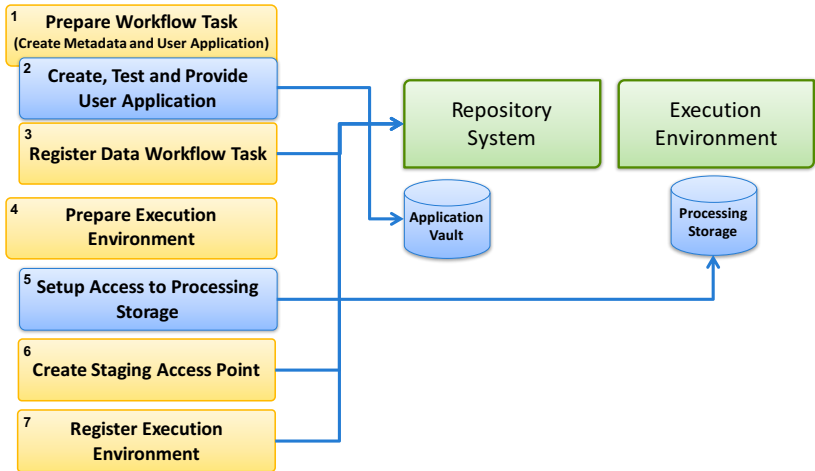 1
Prepare Workflow Task
(Create Metadata and User Application)
2
Create, Test and Provide
User Application
3
Register Data Workflow Task
4
Prepare Execution
Environment
5
Setup Access to Processing
Storage
6
Create Staging Access Point
7
Register Execution
Environment
Repository
System
Execution
Environment
Application
Vault
Processing
Storage